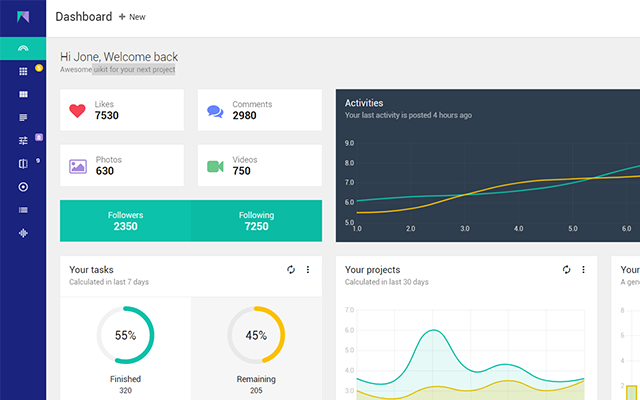 Dashboard + New
Hi Jone, Welcome back
Awesome uikit for your next project
Likes
7530
Comments
2980
Photos
630
Videos
750
Followers
2350
Following
7250
Activities
Your last activity is posted 4 hours ago
9.0
8.0
7.0
6.0
5.0
1.0 2.0 3.0 4.0 5.0 6.0
Your tasks
Calculated in last 7 days
55%
Finished
320
45%
Remaining
205
Your projects
Calculated in last 30 days
7.0
6.0
5.0
4.0
3.0
Your
A gene
8
6
4
2
9